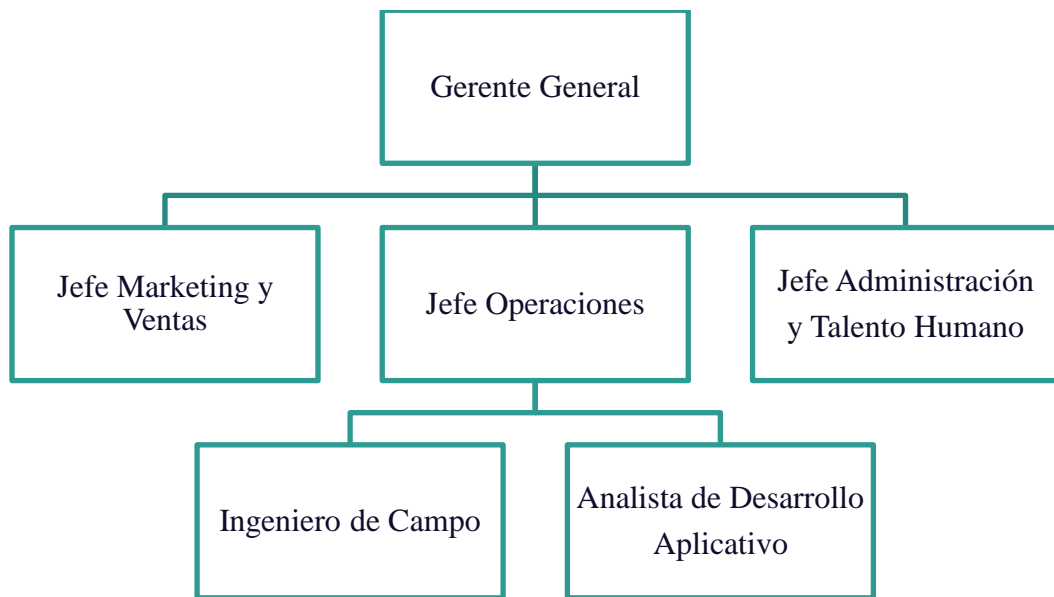 Gerente General
Jefe Marketing y
Ventas
Jefe Operaciones
Jefe Administración
y Talento Humano
Ingeniero de Campo
Analista de Desarrollo
Aplicativo